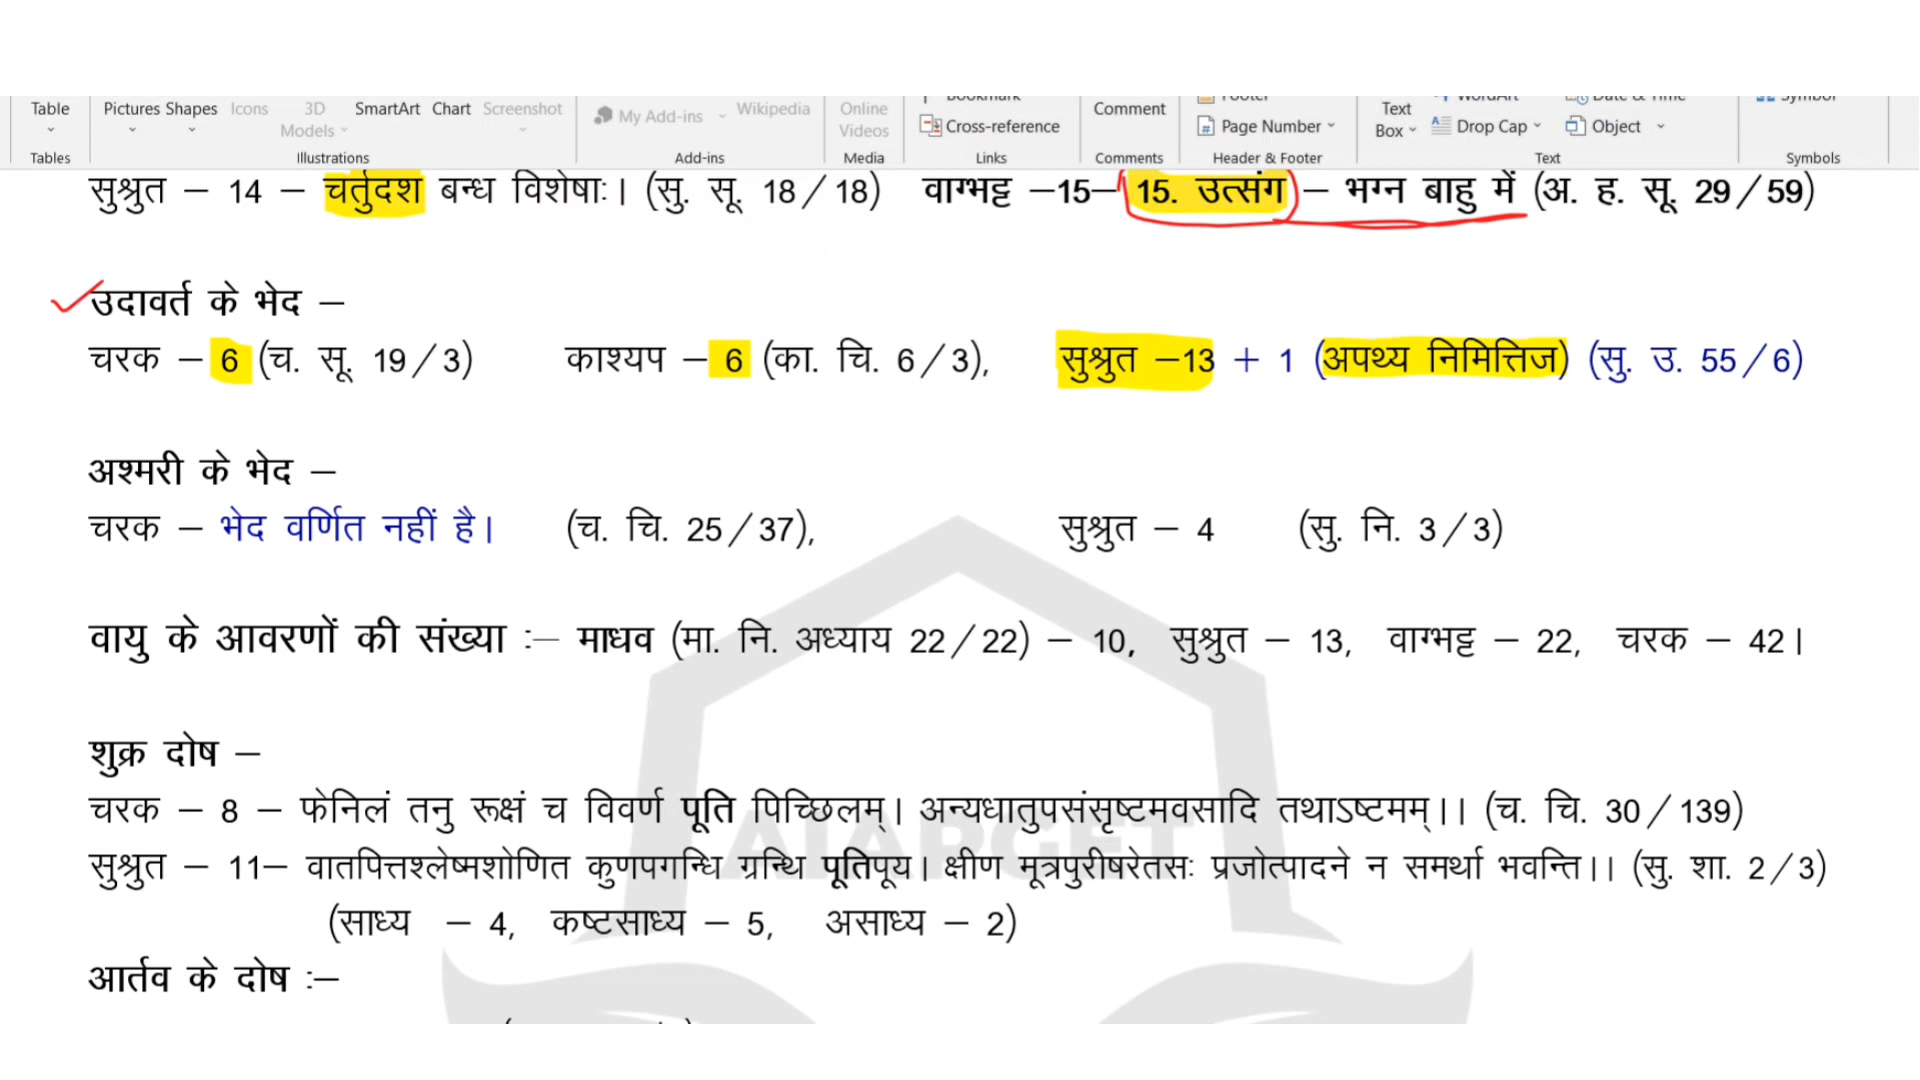 Table Pictures Shapes Icons 3D Models SmartArt Chart Screenshot My Add-ins Wikipedia Online Videos Cross-reference Comment Page Number Text Box Drop Cap Object
Tables Illustrations Add-ins Media Links Comments Header & Footer Text Symbols
सुश्रुत – 14 – चर्तुदश बन्ध विशेषाः। (सु. सू. 18/18) वाग्भट्ट –15– 15. उत्संग – भग्न बाहु में (अ. ह. सू. 29/59)
उदावर्त के भेद –
चरक – 6 (च. सू. 19/3) काश्यप – 6 (का. चि. 6/3), सुश्रुत –13 + 1 (अपथ्य निमित्तिज) (सु. उ. 55/6)
अश्मरी के भेद –
चरक – भेद वर्णित नहीं है। (च. चि. 25/37), सुश्रुत – 4 (सु. नि. 3/3)
वायु के आवरणों की संख्या :– माधव (मा. नि. अध्याय 22/22) – 10, सुश्रुत – 13, वाग्भट्ट – 22, चरक – 42।
शुक्र दोष –
चरक – 8 – फेनिलं तनु रूक्षं च विवर्ण पूति पिच्छिलम्। अन्यधातुपसंसृष्टमवसादि तथाऽष्टमम्।। (च. चि. 30/139)
सुश्रुत – 11– वातपित्तश्लेष्मशोणित कुणपगन्धि ग्रन्थि पूतिपूय। क्षीण मूत्रपुरीषरेतसः प्रजोत्पादने न समर्था भवन्ति।। (सु. शा. 2/3)
(साध्य – 4, कष्टसाध्य – 5, असाध्य – 2)
आर्तव के दोष :–
AIAPGET